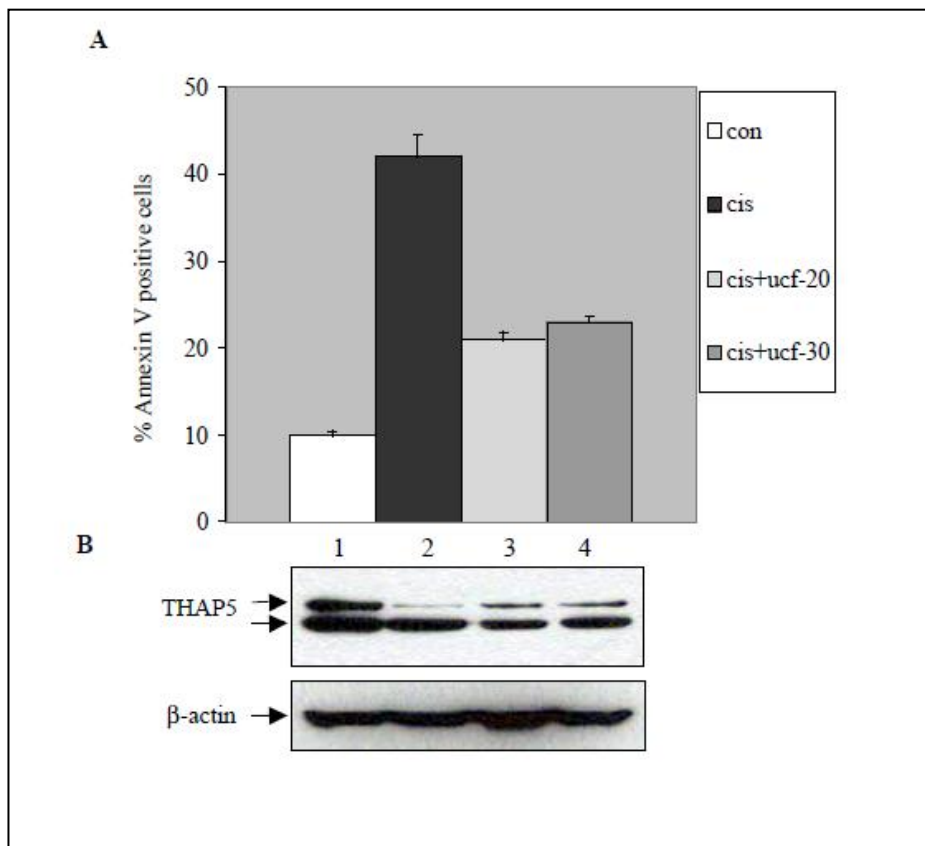 A
% Annexin V positive cells
50
40
30
20
10
0
con
cis
cis+ucf-20
cis+ucf-30
B
1 2 3 4
THAP5
β-actin